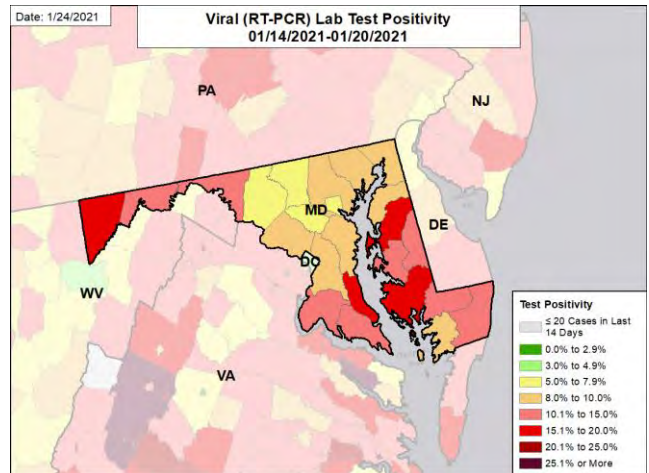 Date: 1/24/2021
Viral (RT-PCR) Lab Test Positivity
01/14/2021-01/20/2021
PA
NJ
MD
DE
DC
WV
VA
Test Positivity
≤ 20 Cases in Last
14 Days
0.0% to 2.9%
3.0% to 4.9%
5.0% to 7.9%
8.0% to 10.0%
10.1% to 15.0%
15.1% to 20.0%
20.1% to 25.0%
25.1% or More